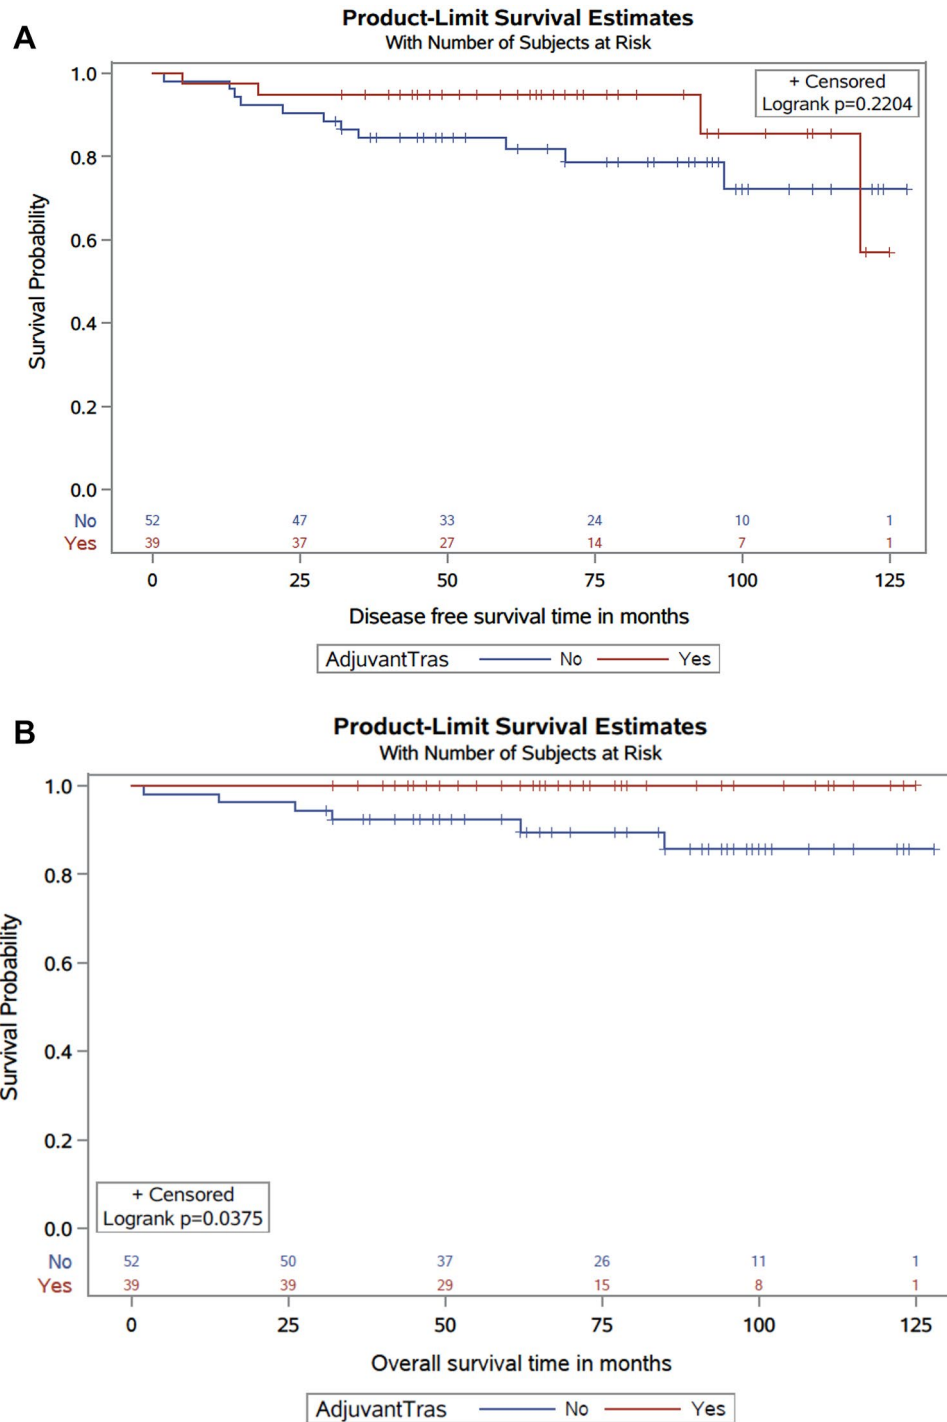 A
Product-Limit Survival Estimates
With Number of Subjects at Risk
+ Censored
Logrank p=0.2204
Survival Probability
1.0
0.8
0.6
0.4
0.2
0.0
No 52 47 33 24 10 1
Yes 39 37 27 14 7 1
0 25 50 75 100 125
Disease free survival time in months
AdjuvantTras No Yes
B
Product-Limit Survival Estimates
With Number of Subjects at Risk
Survival Probability
1.0
0.8
0.6
0.4
0.2
0.0
+ Censored
Logrank p=0.0375
No 52 50 37 26 11 1
Yes 39 39 29 15 8 1
0 25 50 75 100 125
Overall survival time in months
AdjuvantTras No Yes